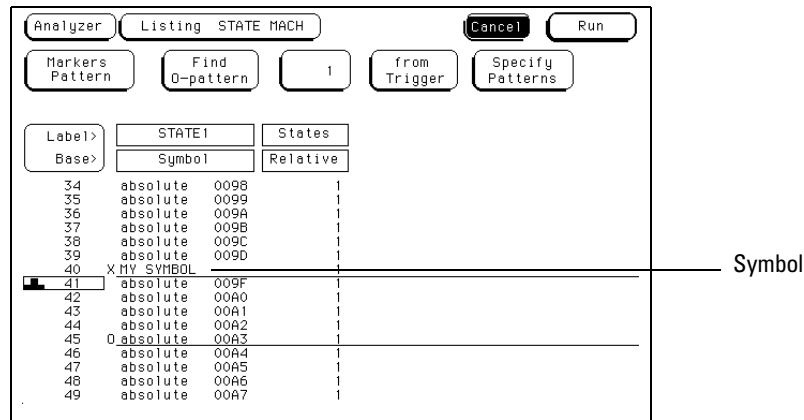 Analyzer Listing STATE MACH Cancel Run
Markers Pattern Find O-pattern 1 from Trigger Specify Patterns
Label> STATE1 States
Base> Symbol Relative
34 absolute 0098 1
35 absolute 0099 1
36 absolute 009A 1
37 absolute 009B 1
38 absolute 009C 1
39 absolute 009D 1
40 X MY SYMBOL 1 Symbol
41 absolute 009F 1
42 absolute 00A0 1
43 absolute 00A1 1
44 absolute 00A2 1
45 O absolute 00A3 1
46 absolute 00A4 1
47 absolute 00A5 1
48 absolute 00A6 1
49 absolute 00A7 1